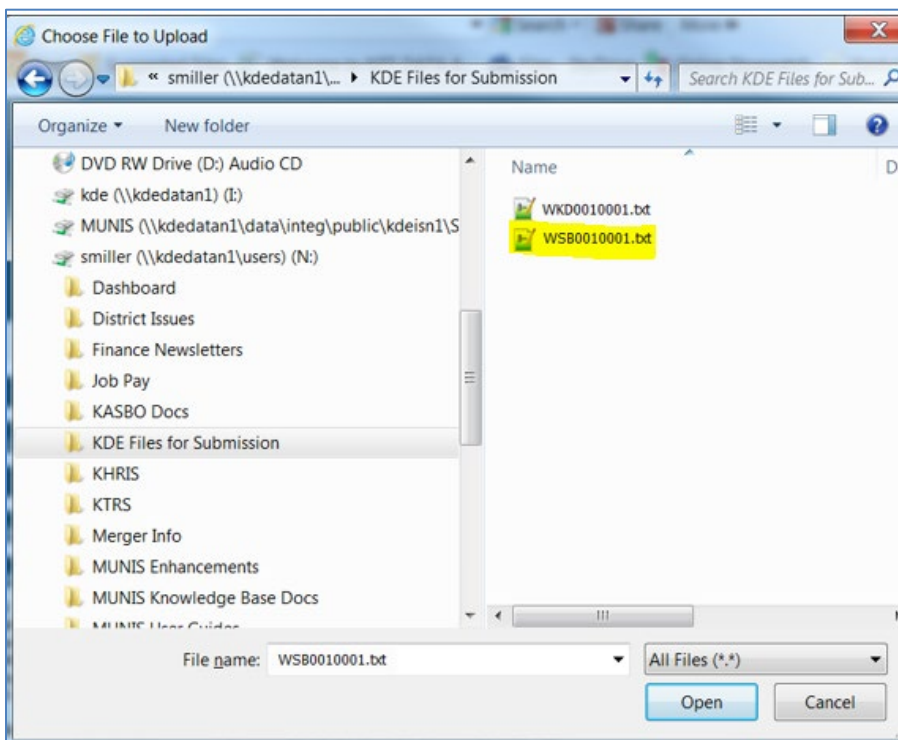 Choose File to Upload
« smiller (\\kdedatan1\... ▸ KDE Files for Submission
Search KDE Files for Sub...
Organize New folder
Name
D
DVD RW Drive (D:) Audio CD
kde (\\kdedatan1) (I:)
MUNIS (\\kdedatan1\data\integ\public\kdeisn1\S
smiller (\\kdedatan1\users) (N:)
Dashboard
District Issues
Finance Newsletters
Job Pay
KASBO Docs
KDE Files for Submission
KHRIS
KTRS
Merger Info
MUNIS Enhancements
MUNIS Knowledge Base Docs
MUNIS User Guides
WKD0010001.txt
WSB0010001.txt
File name: WSB0010001.txt
All Files (*.*)
Open Cancel